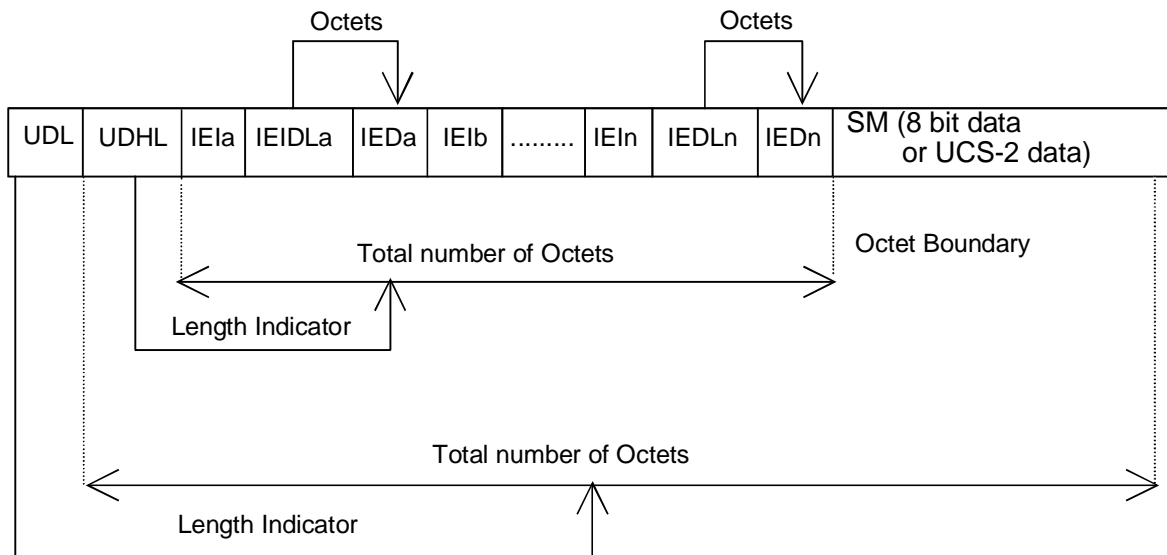 Octets Octets
UDL UDHL IEIa IEIDLa IEDa IEIb ......... IEIn IEDLn IEDn SM (8 bit data
or UCS-2 data)
Total number of Octets Octet Boundary
Length Indicator
Total number of Octets
Length Indicator